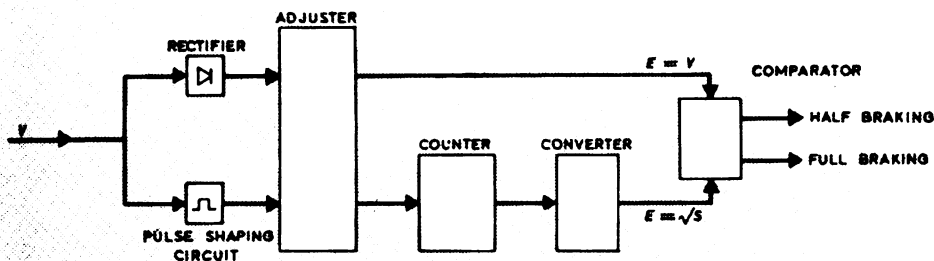 ADJUSTER
RECTIFIER
E = V
COMPARATOR
V
HALF BRAKING
COUNTER
CONVERTER
FULL BRAKING
E = √S
PULSE SHAPING
CIRCUIT